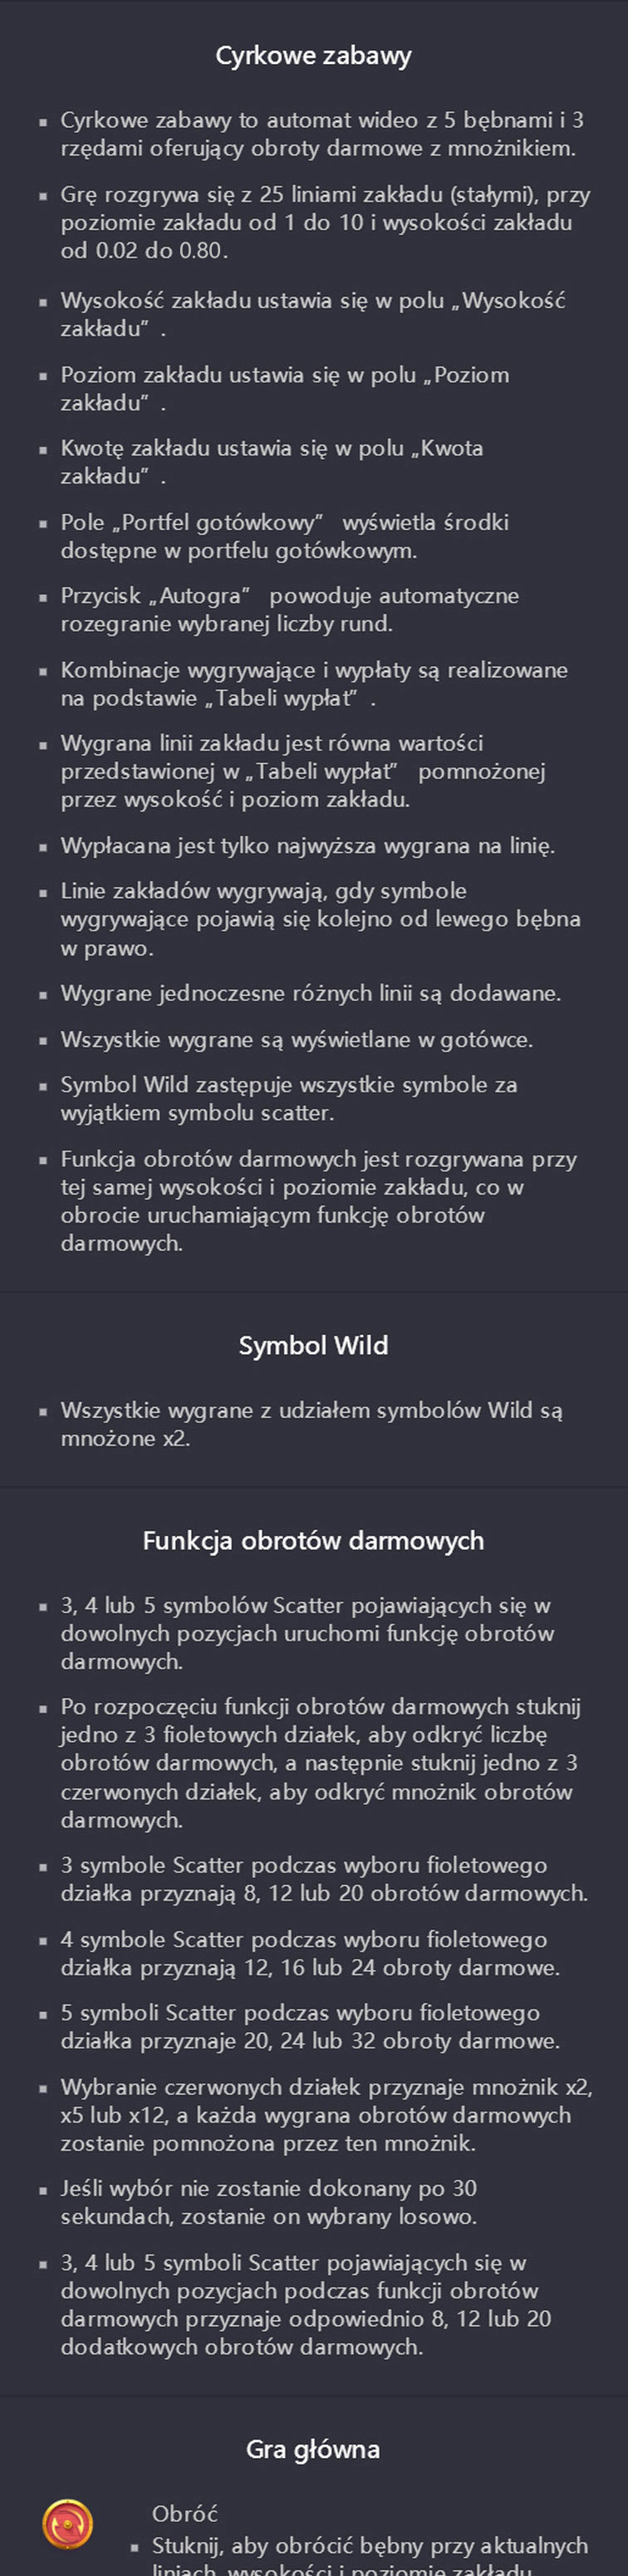 Cyrkowe zabawy
▪ Cyrkowe zabawy to automat wideo z 5 bębnami i 3
rzędami oferujący obroty darmowe z mnożnikiem.
▪ Grę rozgrywa się z 25 liniami zakładu (stałymi), przy
poziomie zakładu od 1 do 10 i wysokości zakładu
od 0.02 do 0.80.
▪ Wysokość zakładu ustawia się w polu „Wysokość
zakładu” .
▪ Poziom zakładu ustawia się w polu „Poziom
zakładu” .
▪ Kwotę zakładu ustawia się w polu „Kwota
zakładu” .
▪ Pole „Portfel gotówkowy” wyświetla środki
dostępne w portfelu gotówkowym.
▪ Przycisk „Autogra” powoduje automatyczne
rozegranie wybranej liczby rund.
▪ Kombinacje wygrywające i wypłaty są realizowane
na podstawie „Tabeli wypłat” .
▪ Wygrana linii zakładu jest równa wartości
przedstawionej w „Tabeli wypłat” pomnożonej
przez wysokość i poziom zakładu.
▪ Wypłacana jest tylko najwyższa wygrana na linię.
▪ Linie zakładów wygrywają, gdy symbole
wygrywające pojawią się kolejno od lewego bębna
w prawo.
▪ Wygrane jednoczesne różnych linii są dodawane.
▪ Wszystkie wygrane są wyświetlane w gotówce.
▪ Symbol Wild zastępuje wszystkie symbole za
wyjątkiem symbolu scatter.
▪ Funkcja obrotów darmowych jest rozgrywana przy
tej samej wysokości i poziomie zakładu, co w
obrocie uruchamiającym funkcję obrotów
darmowych.
Symbol Wild
▪ Wszystkie wygrane z udziałem symbolów Wild są
mnożone x2.
Funkcja obrotów darmowych
▪ 3, 4 lub 5 symbolów Scatter pojawiających się w
dowolnych pozycjach uruchomi funkcję obrotów
darmowych.
▪ Po rozpoczęciu funkcji obrotów darmowych stuknij
jedno z 3 fioletowych działek, aby odkryć liczbę
obrotów darmowych, a następnie stuknij jedno z 3
czerwonych działek, aby odkryć mnożnik obrotów
darmowych.
▪ 3 symbole Scatter podczas wyboru fioletowego
działka przyznają 8, 12 lub 20 obrotów darmowych.
▪ 4 symbole Scatter podczas wyboru fioletowego
działka przyznają 12, 16 lub 24 obroty darmowe.
▪ 5 symboli Scatter podczas wyboru fioletowego
działka przyznaje 20, 24 lub 32 obroty darmowe.
▪ Wybranie czerwonych działek przyznaje mnożnik x2,
x5 lub x12, a każda wygrana obrotów darmowych
zostanie pomnożona przez ten mnożnik.
▪ Jeśli wybór nie zostanie dokonany po 30
sekundach, zostanie on wybrany losowo.
▪ 3, 4 lub 5 symboli Scatter pojawiających się w
dowolnych pozycjach podczas funkcji obrotów
darmowych przyznaje odpowiednio 8, 12 lub 20
dodatkowych obrotów darmowych.
Gra główna
Obróć
▪ Stuknij, aby obrócić bębny przy aktualnych
liniach, wysokości i poziomie zakładu